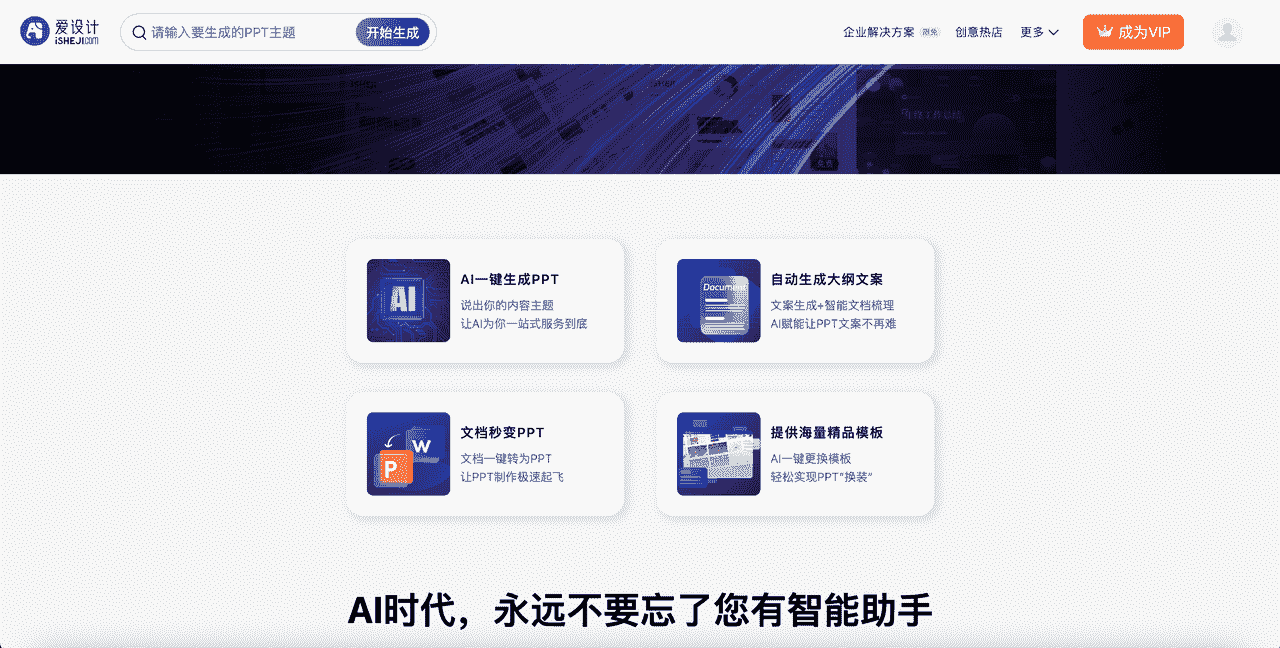 爱设计
iSHEJI.com
请输入要生成的PPT主题
开始生成
企业解决方案
限免
创意热店
更多
成为VIP
AI
AI一键生成PPT
说出你的内容主题
让AI为你一站式服务到底
Document
自动生成大纲文案
文案生成+智能文档梳理
AI赋能让PPT文案不再难
W
P
文档秒变PPT
文档一键转为PPT
让PPT制作极速起飞
提供海量精品模板
AI一键更换模板
轻松实现PPT“换装”
AI时代，永远不要忘了您有智能助手